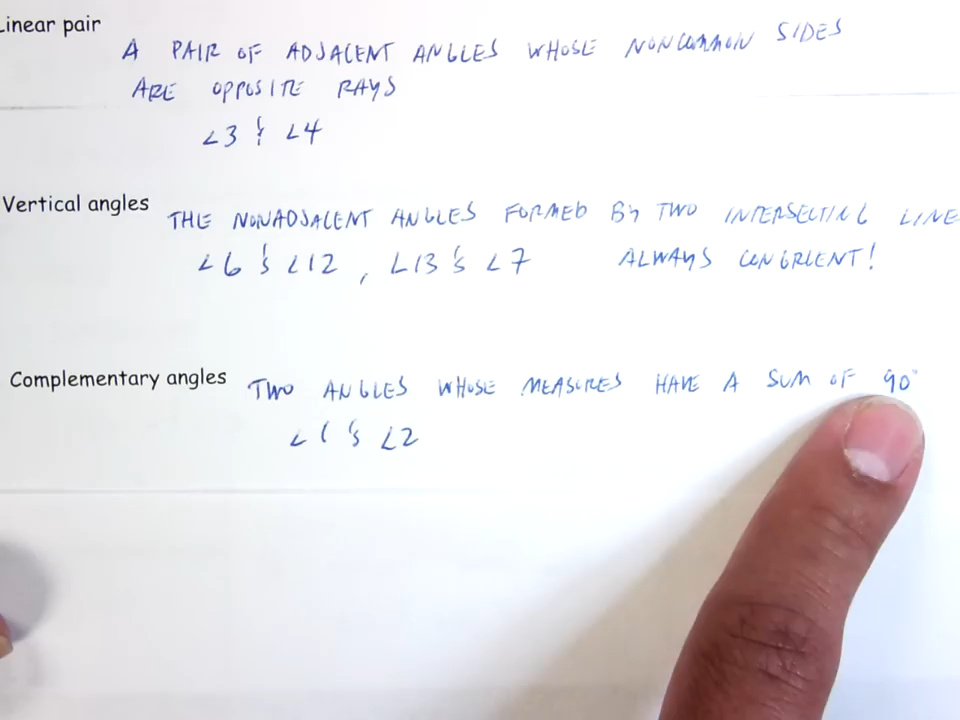 Linear pair
A PAIR OF ADJACENT ANGLES WHOSE NONCOMMON SIDES
ARE OPPOSITE RAYS
∠3 & ∠4
Vertical angles
THE NONADJACENT ANGLES FORMED BY TWO INTERSECTING LINE
∠6 & ∠12 , ∠13 & ∠7 ALWAYS CONGRUENT!
Complementary angles
TWO ANGLES WHOSE MEASURES HAVE A SUM OF 90°
∠1 & ∠2